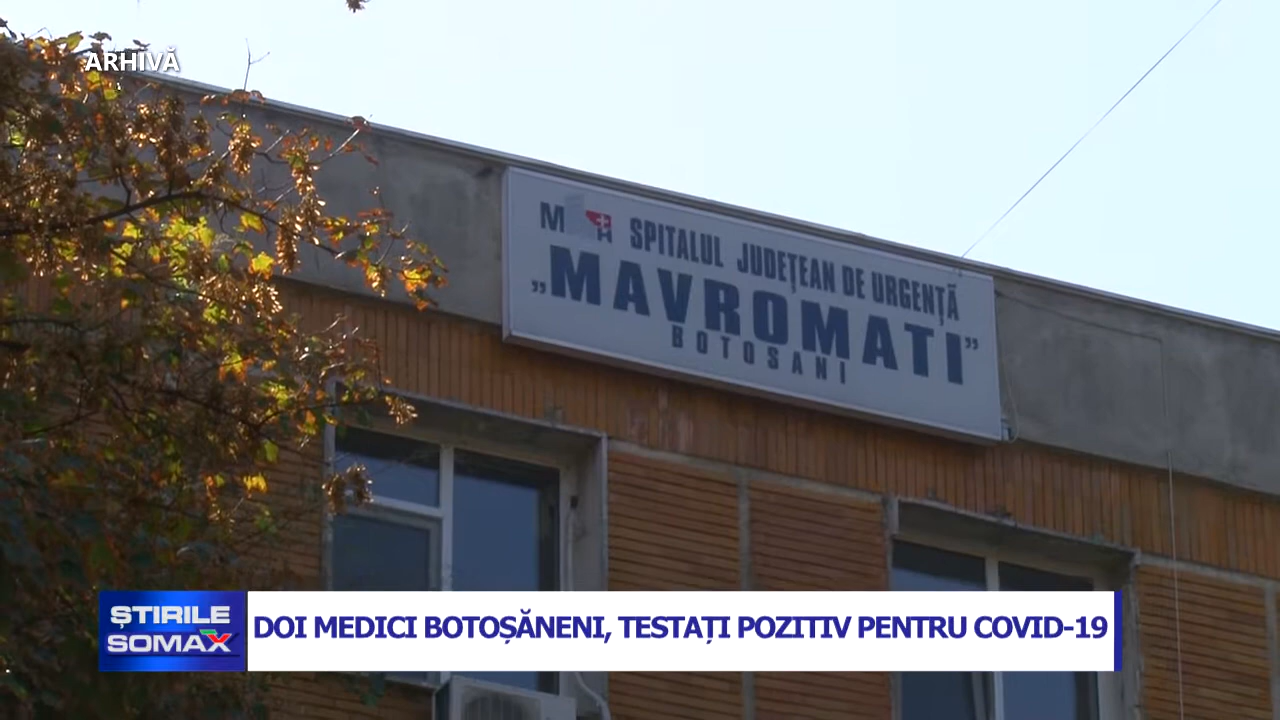 ARHIVĂ
SPITALUL JUDEȚEAN DE URGENȚĂ
„MAVROMATI”
BOTOSANI
ȘTIRILE
SOMAX
DOI MEDICI BOTOȘĂNENI, TESTAȚI POZITIV PENTRU COVID-19